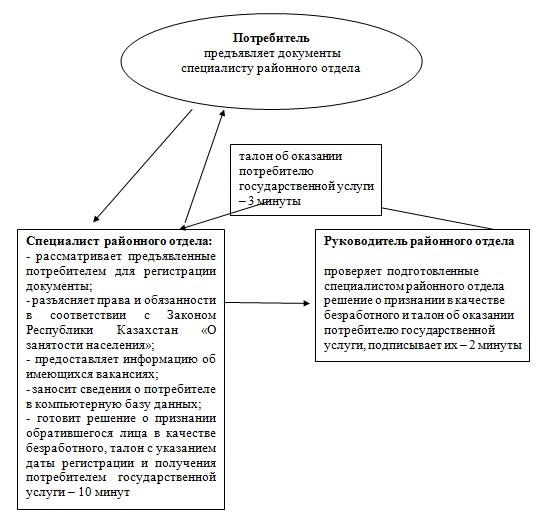 Потребитель
предъявляет документы
специалисту районного отдела
талон об оказании
потребителю
государственной услуги
– 3 минуты
Специалист районного отдела:
- рассматривает предъявленные
потребителем для регистрации
документы;
- разъясняет права и обязанности
в соответствии с Законом
Республики Казахстан «О
занятости населения»;
- предоставляет информацию об
имеющихся вакансиях;
- заносит сведения о потребителе
в компьютерную базу данных;
- готовит решение о признании
обратившегося лица в качестве
безработного, талон с указанием
даты регистрации и получения
потребителем государственной
услуги – 10 минут
Руководитель районного отдела
проверяет подготовленные
специалистом районного отдела
решение о признании в качестве
безработного и талон об оказании
потребителю государственной
услуги, подписывает их – 2 минуты